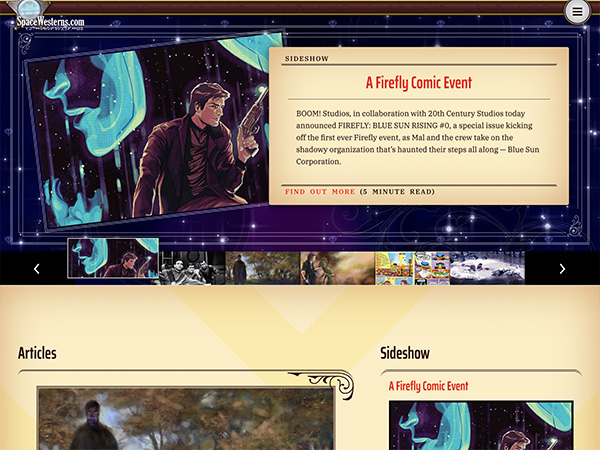 SpaceWesterns.com
SIDESHOW
A Firefly Comic Event
BOOM! Studios, in collaboration with 20th Century Studios today
announced FIREFLY: BLUE SUN RISING #0, a special issue kicking
off the first ever Firefly event, as Mal and the crew take on the
shadowy organization that's haunted their steps all along — Blue Sun
Corporation.
FIND OUT MORE (5 MINUTE READ)
Articles
Sideshow
A Firefly Comic Event